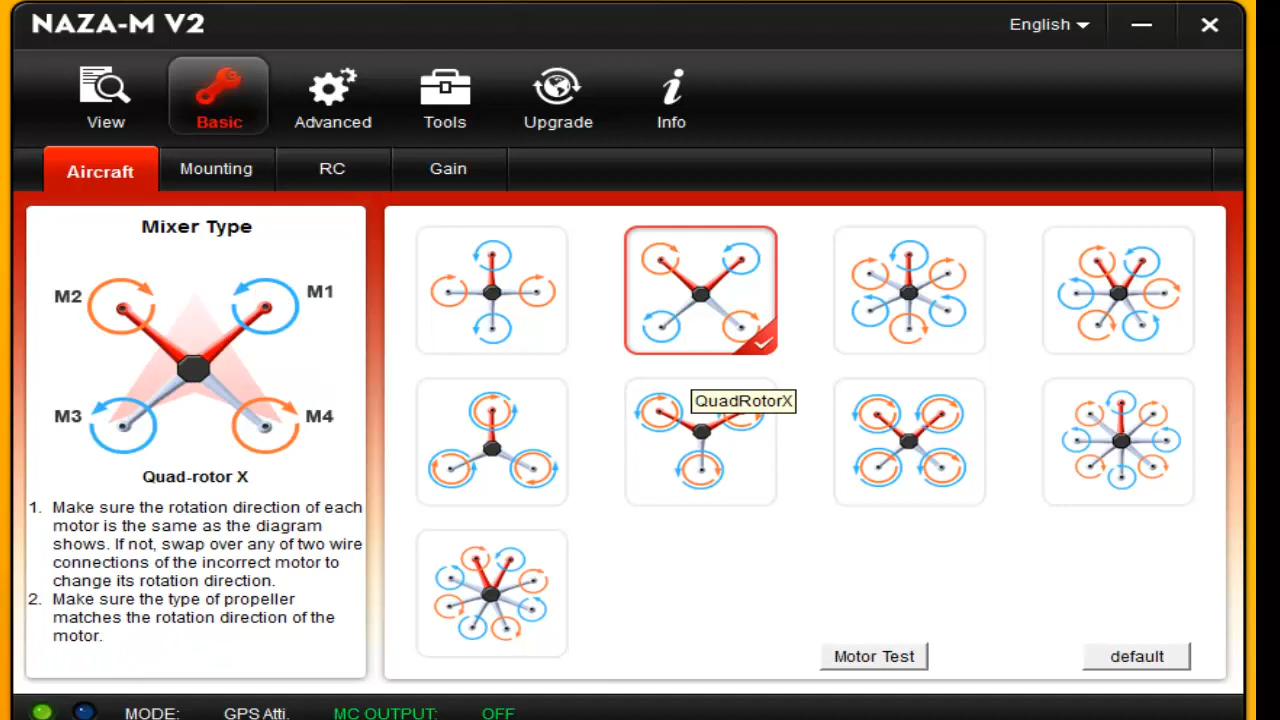 NAZA-M V2
English
View
Basic
Advanced
Tools
Upgrade
Info
Aircraft
Mounting
RC
Gain
Mixer Type
M2
M1
M3
M4
Quad-rotor X
1. Make sure the rotation direction of each
motor is the same as the diagram
shows. If not, swap over any of two wire
connections of the incorrect motor to
change its rotation direction.
2. Make sure the type of propeller
matches the rotation direction of the
motor.
QuadRotorX
Motor Test
default
MODE: GPS Atti. MC OUTPUT: OFF